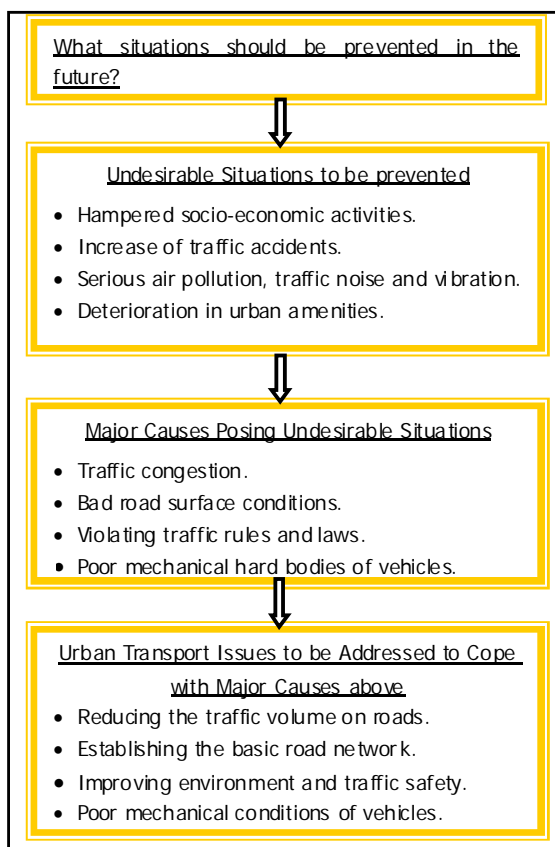 What situations should be prevented in the
future?
Undesirable Situations to be prevented
• Hampered socio-economic activities.
• Increase of traffic accidents.
• Serious air pollution, traffic noise and vibration.
• Deterioration in urban amenities.
Major Causes Posing Undesirable Situations
• Traffic congestion.
• Bad road surface conditions.
• Violating traffic rules and laws.
• Poor mechanical hard bodies of vehicles.
Urban Transport Issues to be Addressed to Cope
with Major Causes above
• Reducing the traffic volume on roads.
• Establishing the basic road network.
• Improving environment and traffic safety.
• Poor mechanical conditions of vehicles.